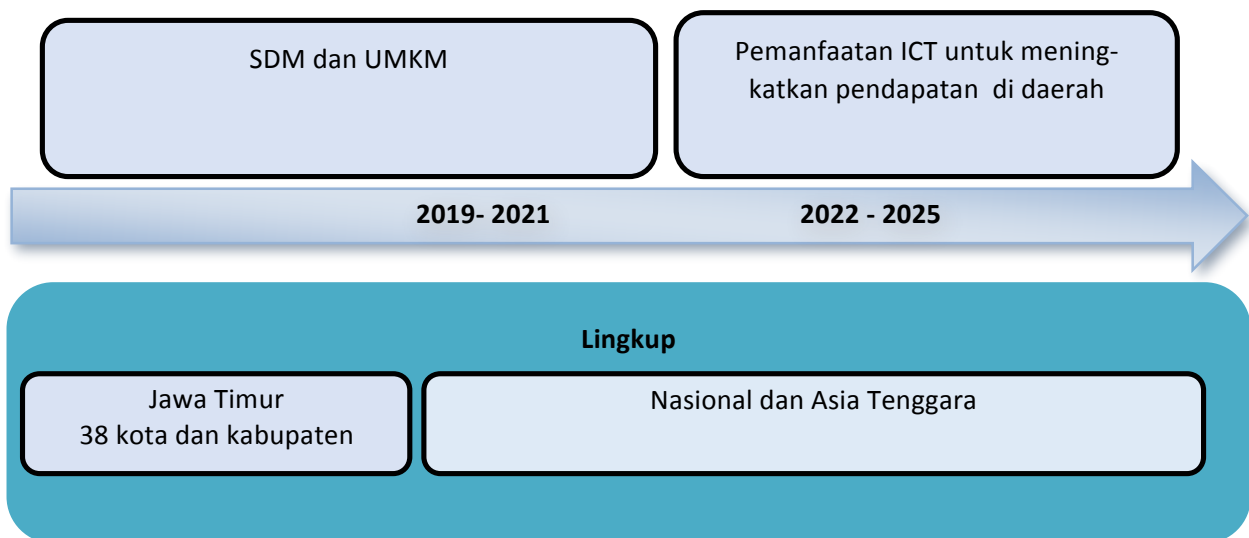 SDM dan UMKM
Pemanfaatan ICT untuk mening-
katkan pendapatan di daerah
2019- 2021
2022 - 2025
Lingkup
Jawa Timur
38 kota dan kabupaten
Nasional dan Asia Tenggara